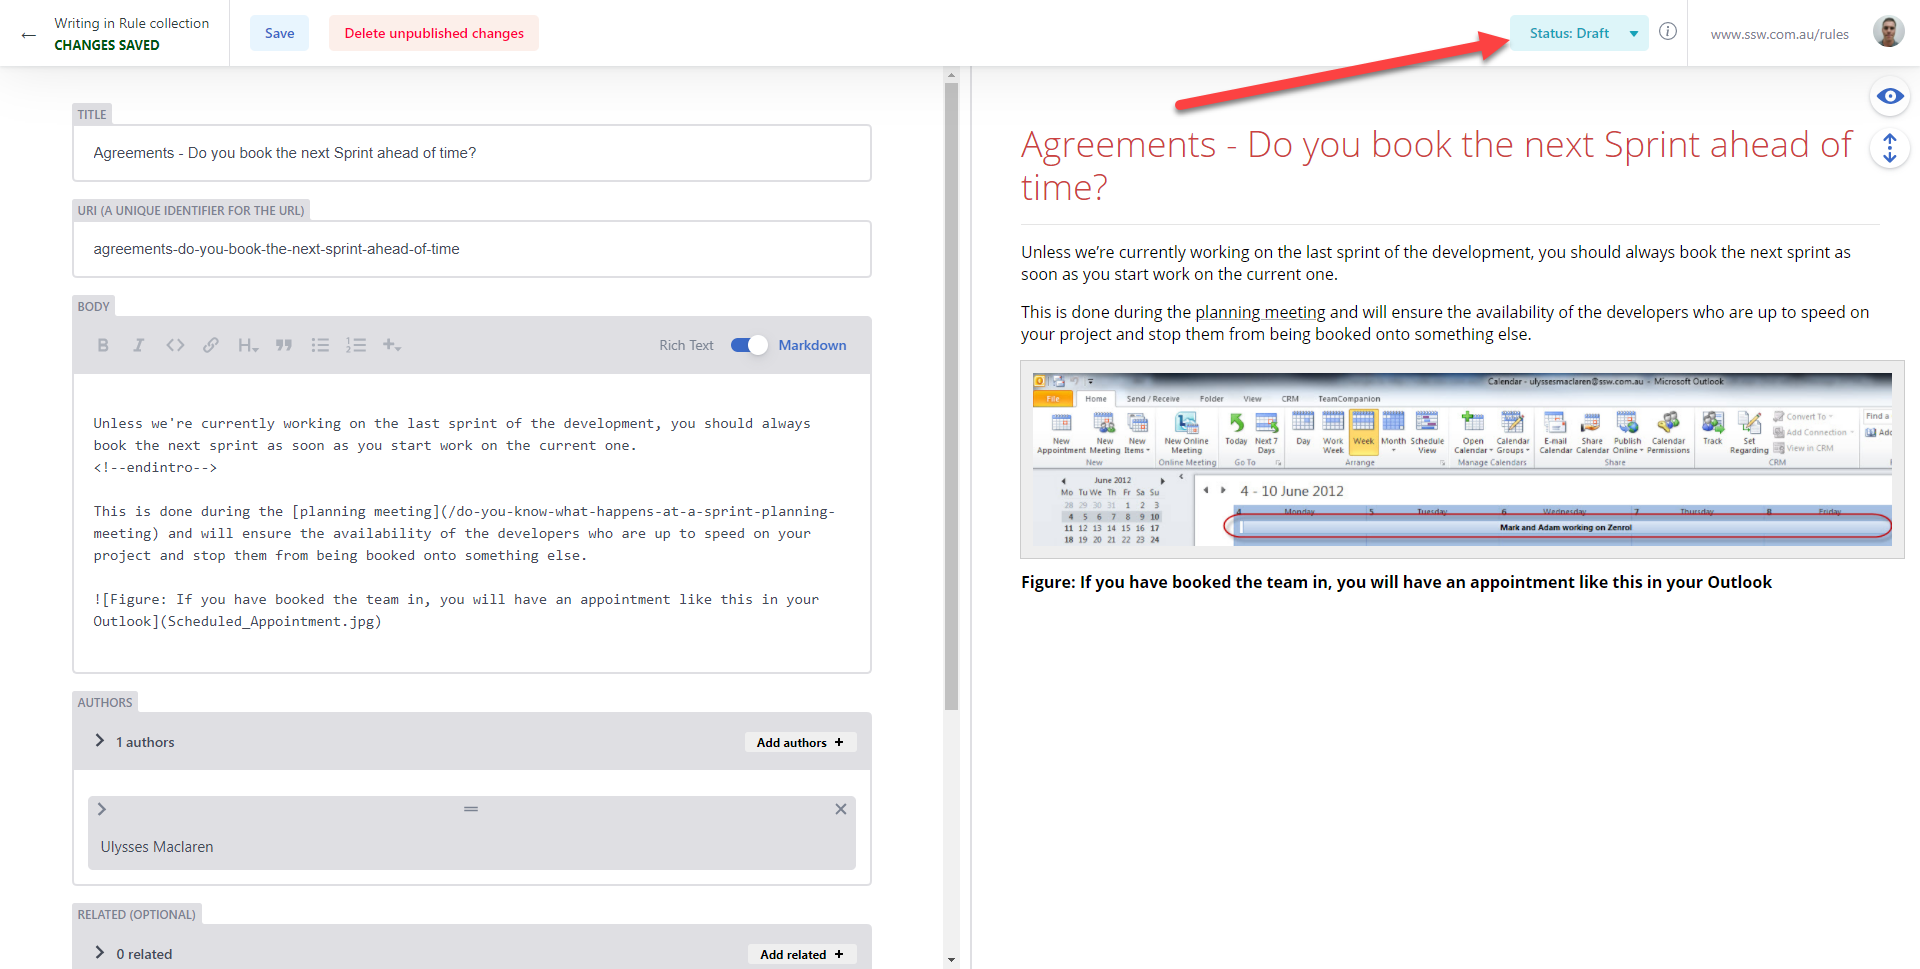 Writing in Rule collection
CHANGES SAVED
Save
Delete unpublished changes
Status: Draft
www.ssw.com.au/rules
TITLE
Agreements - Do you book the next Sprint ahead of time?
URI (A UNIQUE IDENTIFIER FOR THE URL)
agreements-do-you-book-the-next-sprint-ahead-of-time
BODY
B I <> H
Rich Text Markdown
Unless we're currently working on the last sprint of the development, you should always
book the next sprint as soon as you start work on the current one.
<!--endintro-->
This is done during the [planning meeting](/do-you-know-what-happens-at-a-sprint-planning-
meeting) and will ensure the availability of the developers who are up to speed on your
project and stop them from being booked onto something else.
![Figure: If you have booked the team in, you will have an appointment like this in your
Outlook](Scheduled_Appointment.jpg)
AUTHORS
1 authors
Add authors +
Ulysses Maclaren
RELATED (OPTIONAL)
0 related
Add related +
Agreements - Do you book the next Sprint ahead of
time?
Unless we’re currently working on the last sprint of the development, you should always book the next sprint as
soon as you start work on the current one.
This is done during the planning meeting and will ensure the availability of the developers who are up to speed on
your project and stop them from being booked onto something else.
Calendar - ulyssesmaclaren@ssw.com.au - Microsoft Outlook
File Home Send / Receive Folder View CRM TeamCompanion
New Appointment New Meeting New Items New Online Meeting Today Next 7 Days Day Work Week Week Month Schedule View Open Calendar Calendar Groups E-mail Calendar Share Calendar Publish Online Calendar Permissions Track Set Regarding Convert To Add Connection View in CRM Find a
New Online Meeting Go To Arrange Manage Calendars Share CRM
June 2012
Mo Tu We Th Fr Sa Su
28 29 30 31 1 2 3
4 5 6 7 8 9 10
11 12 13 14 15 16 17
18 19 20 21 22 23 24
4 - 10 June 2012
4 Monday 5 Tuesday 6 Wednesday 7 Thursday 8 Friday
Mark and Adam working on Zenrol
Figure: If you have booked the team in, you will have an appointment like this in your Outlook